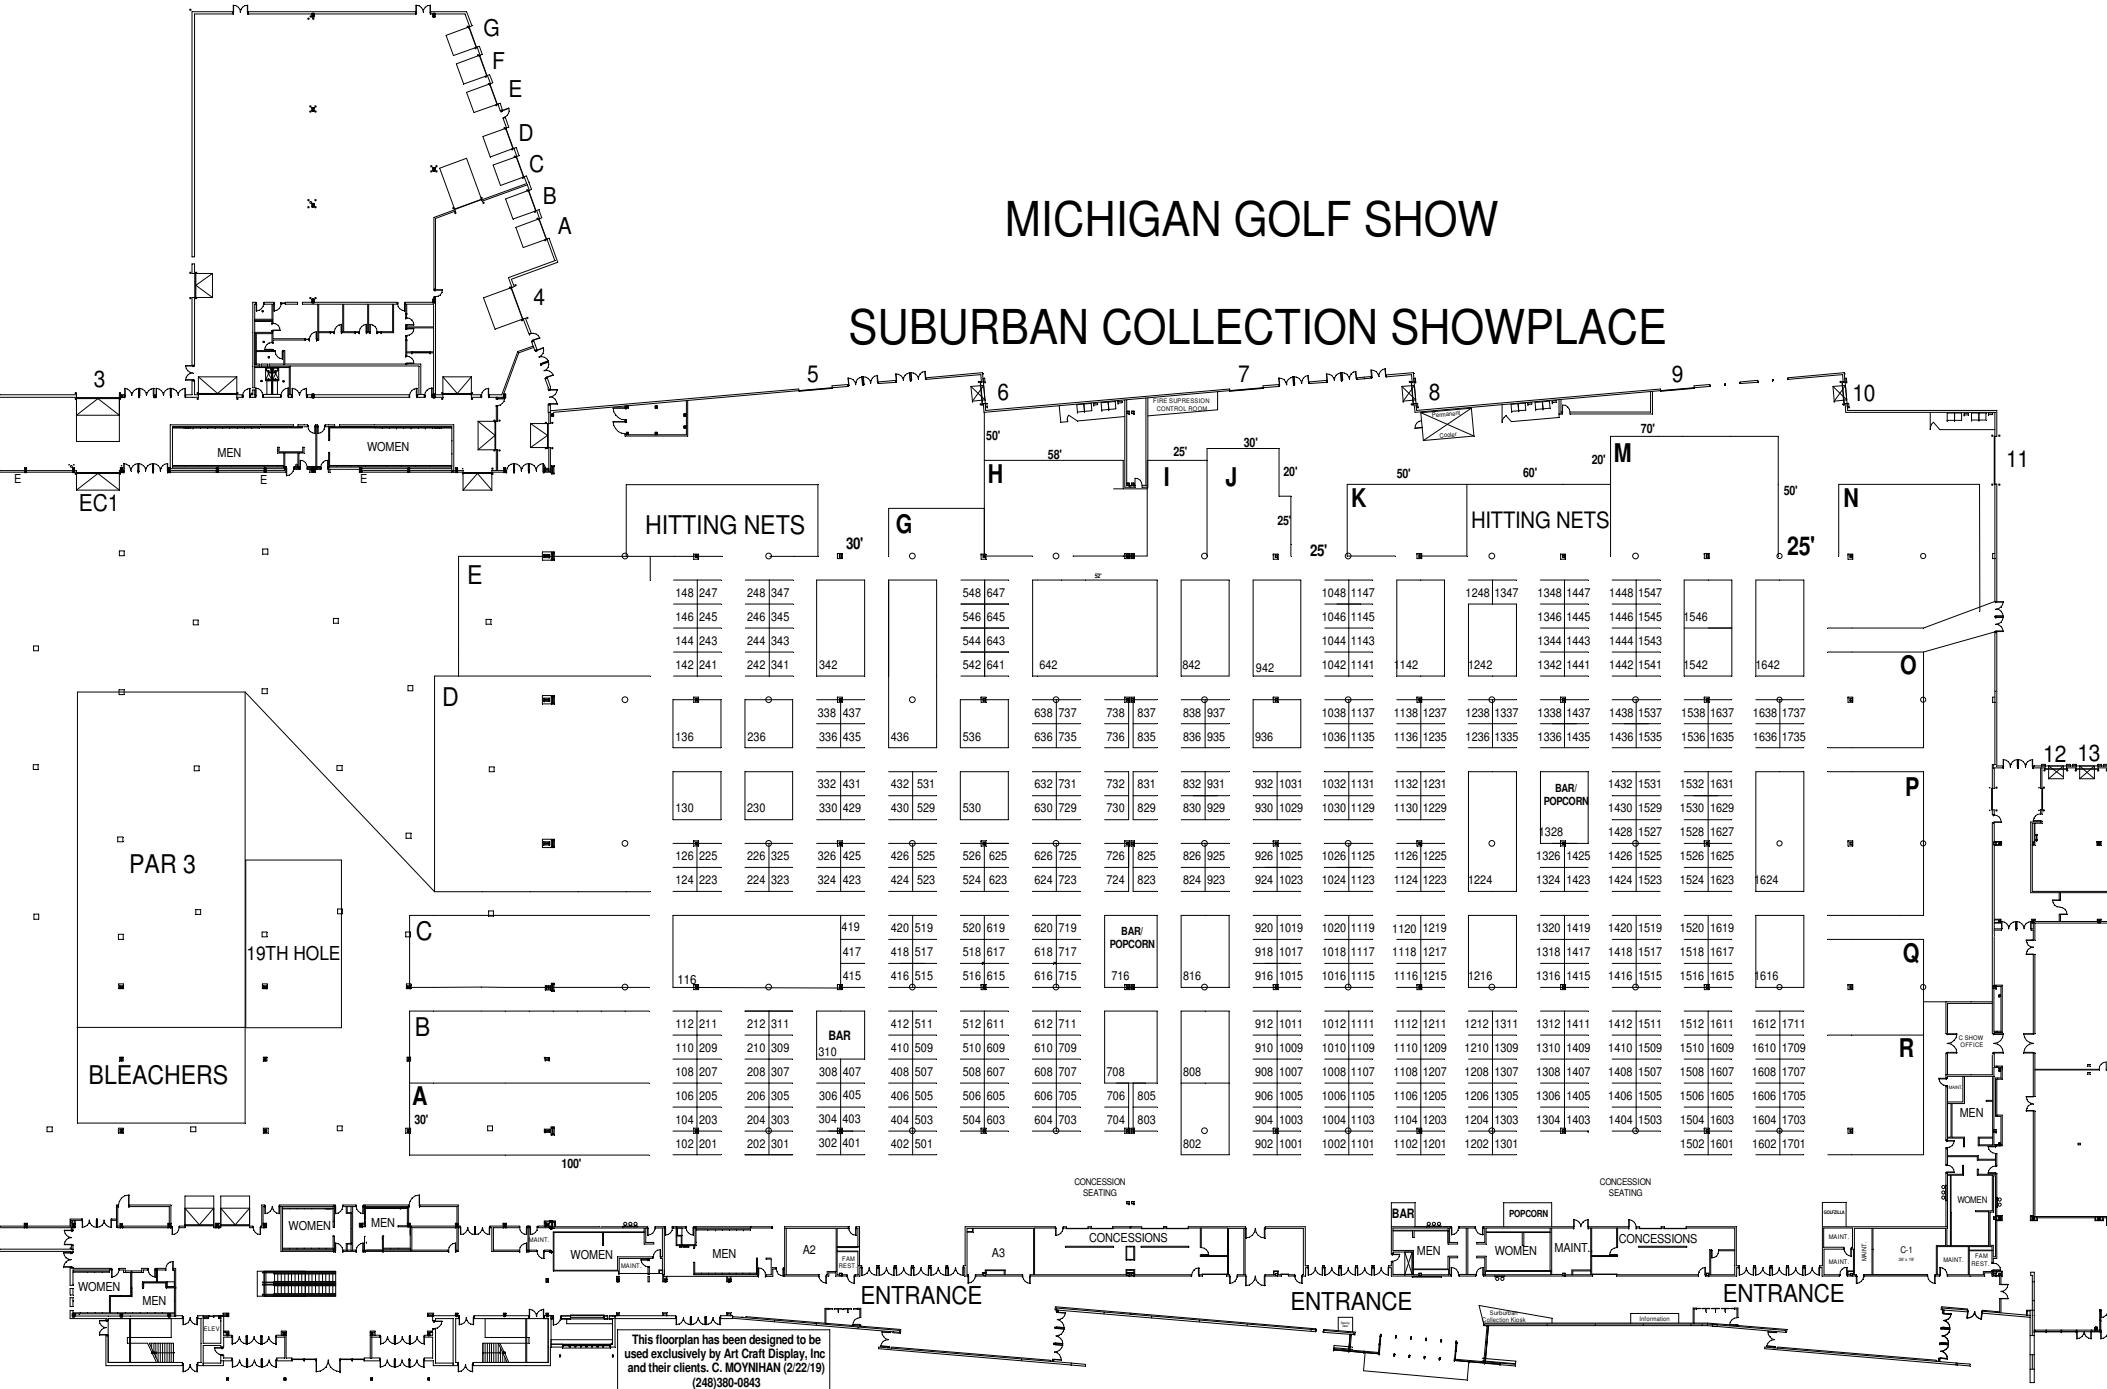 G
F
E
D
C
B
A
4
MICHIGAN GOLF SHOW
SUBURBAN COLLECTION SHOWPLACE
3
5
6
7
8
9
10
FIRE SUPRESSION
CONTROL ROOM
Permanent
Cooler
MEN
WOMEN
E
E
E
EC1
50'
58'
25'
30'
20'
70'
20'
50'
60'
50'
11
H
I
J
K
M
N
HITTING NETS
G
25'
HITTING NETS
30'
25'
25'
E
52'
148 247 248 347 548 647 1048 1147 1248 1347 1348 1447 1448 1547
146 245 246 345 546 645 1046 1145 1346 1445 1446 1545 1546
144 243 244 343 544 643 1044 1143 1344 1443 1444 1543
142 241 242 341 342 542 641 642 842 942 1042 1141 1142 1242 1342 1441 1442 1541 1542 1642
O
D
338 437 638 737 738 837 838 937 1038 1137 1138 1237 1238 1337 1338 1437 1438 1537 1538 1637 1638 1737
136 236 336 435 436 536 636 735 736 835 836 935 936 1036 1135 1136 1235 1236 1335 1336 1435 1436 1535 1536 1635 1636 1735
12 13
332 431 432 531 632 731 732 831 832 931 932 1031 1032 1131 1132 1231 BAR/ 1432 1531 1532 1631 P
130 230 330 429 430 529 530 630 729 730 829 830 929 930 1029 1030 1129 1130 1229 POPCORN 1430 1529 1530 1629
1328 1428 1527 1528 1627
126 225 226 325 326 425 426 525 526 625 626 725 726 825 826 925 926 1025 1026 1125 1126 1225 1326 1425 1426 1525 1526 1625
124 223 224 323 324 423 424 523 524 623 624 723 724 823 824 923 924 1023 1024 1123 1124 1223 1224 1324 1423 1424 1523 1524 1623 1624
PAR 3
19TH HOLE
BLEACHERS
C
419 420 519 520 619 620 719 BAR/ 920 1019 1020 1119 1120 1219 1320 1419 1420 1519 1520 1619
417 418 517 518 617 618 717 POPCORN 918 1017 1018 1117 1118 1217 1318 1417 1418 1517 1518 1617 Q
116 415 416 515 516 615 616 715 716 816 916 1015 1016 1115 1116 1215 1216 1316 1415 1416 1515 1516 1615 1616
B
112 211 212 311 BAR 412 511 512 611 612 711 912 1011 1012 1111 1112 1211 1212 1311 1312 1411 1412 1511 1512 1611 1612 1711
110 209 210 309 310 410 509 510 609 610 709 910 1009 1010 1109 1110 1209 1210 1309 1310 1409 1410 1509 1510 1609 1610 1709 R
108 207 208 307 308 407 408 507 508 607 608 707 708 808 908 1007 1008 1107 1108 1207 1208 1307 1308 1407 1408 1507 1508 1607 1608 1707
A
30'
106 205 206 305 306 405 406 505 506 605 606 705 706 805 906 1005 1006 1105 1106 1205 1206 1305 1306 1405 1406 1505 1506 1605 1606 1705
104 203 204 303 304 403 404 503 504 603 604 703 704 803 904 1003 1004 1103 1104 1203 1204 1303 1304 1403 1404 1503 1504 1603 1604 1703
102 201 202 301 302 401 402 501 802 902 1001 1002 1101 1102 1201 1202 1301 1502 1601 1602 1701
100'
C SHOW
OFFICE
MAINT.
MEN
WOMEN
CONCESSION
SEATING
CONCESSION
SEATING
WOMEN
MEN
MAINT.
WOMEN
MAINT.
MEN
A2
FAM
REST.
A3
CONCESSIONS
BAR
MEN
POPCORN
WOMEN
MAINT.
CONCESSIONS
GOLFZILLA
MAINT.
MAINT.
MAINT.
C-1
MAINT.
FAM
REST.
WOMEN
MEN
ELEV
ENTRANCE
ENTRANCE
ENTRANCE
Suburban
Collection Kiosk
Information
This floorplan has been designed to be
used exclusively by Art Craft Display, Inc
and their clients. C. MOYNIHAN (2/22/19)
(248)380-0843